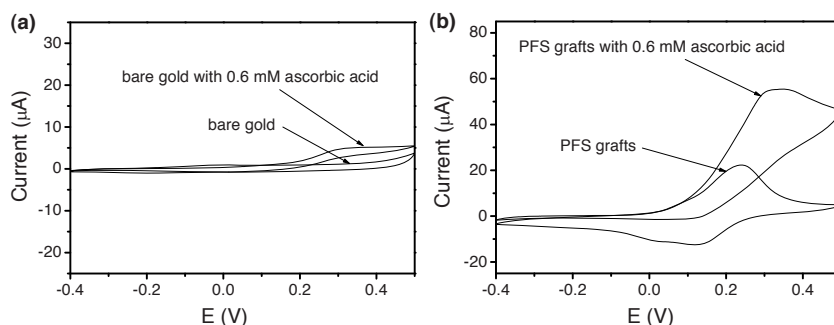 (a)
bare gold with 0.6 mM ascorbic acid
bare gold
Current (µA)
30
20
10
0
-10
-20
-0.4
-0.2
0.0
0.2
0.4
E (V)
(b)
PFS grafts with 0.6 mM ascorbic acid
PFS grafts
Current (µA)
80
60
40
20
0
-20
-0.4
-0.2
0.0
0.2
0.4
E (V)